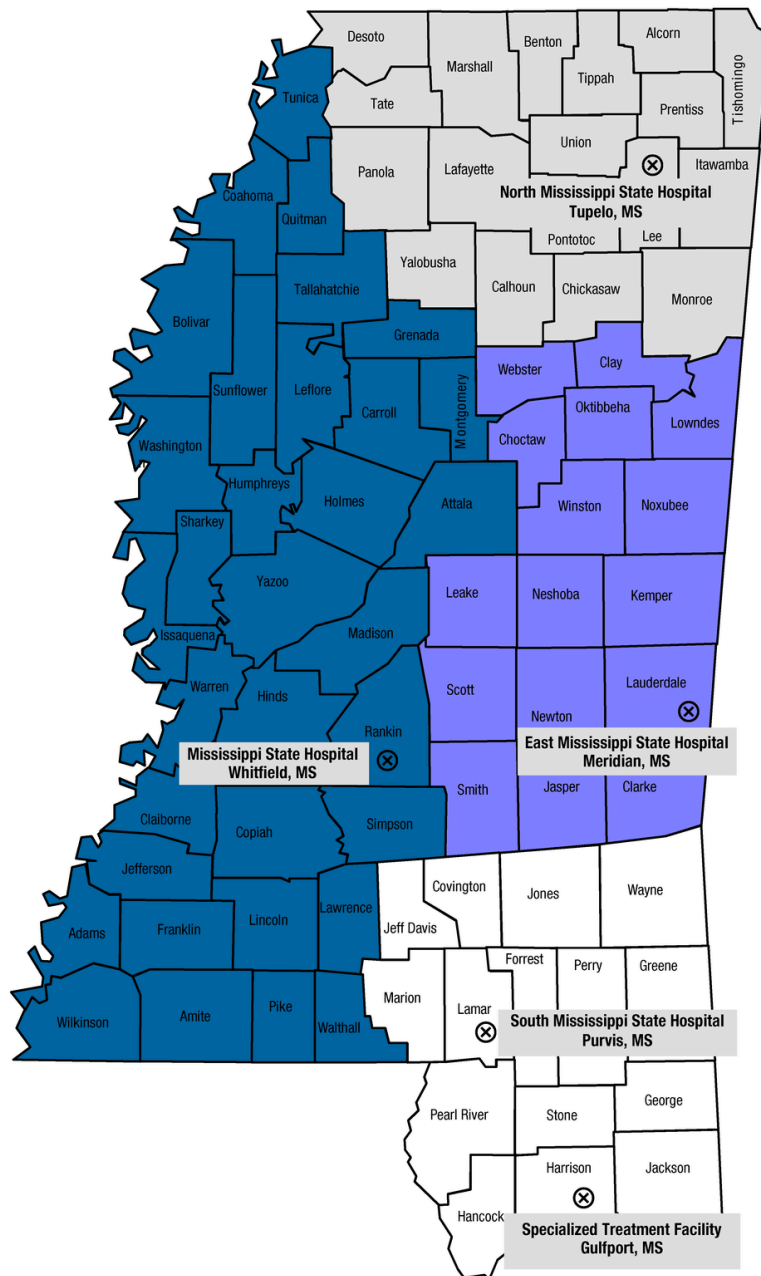 Desoto
Marshall
Benton
Tippah
Alcorn
Tishomingo
Tunica
Tate
Prentiss
Union
Panola
Lafayette
Itawamba
North Mississippi State Hospital
Tupelo, MS
Coahoma
Quitman
Pontotoc
Lee
Yalobusha
Calhoun
Chickasaw
Monroe
Tallahatchie
Bolivar
Grenada
Webster
Clay
Sunflower
Leflore
Carroll
Montgomery
Oktibbeha
Lowndes
Choctaw
Washington
Humphreys
Holmes
Attala
Winston
Noxubee
Sharkey
Yazoo
Leake
Neshoba
Kemper
Issaquena
Madison
Warren
Hinds
Scott
Lauderdale
Rankin
Newton
Mississippi State Hospital
Whitfield, MS
East Mississippi State Hospital
Meridian, MS
Smith
Jasper
Clarke
Claiborne
Copiah
Simpson
Jefferson
Covington
Jones
Wayne
Lawrence
Jeff Davis
Adams
Franklin
Lincoln
Forrest
Perry
Greene
Marion
Lamar
Wilkinson
Amite
Pike
Walthall
South Mississippi State Hospital
Purvis, MS
Pearl River
Stone
George
Harrison
Jackson
Hancock
Specialized Treatment Facility
Gulfport, MS